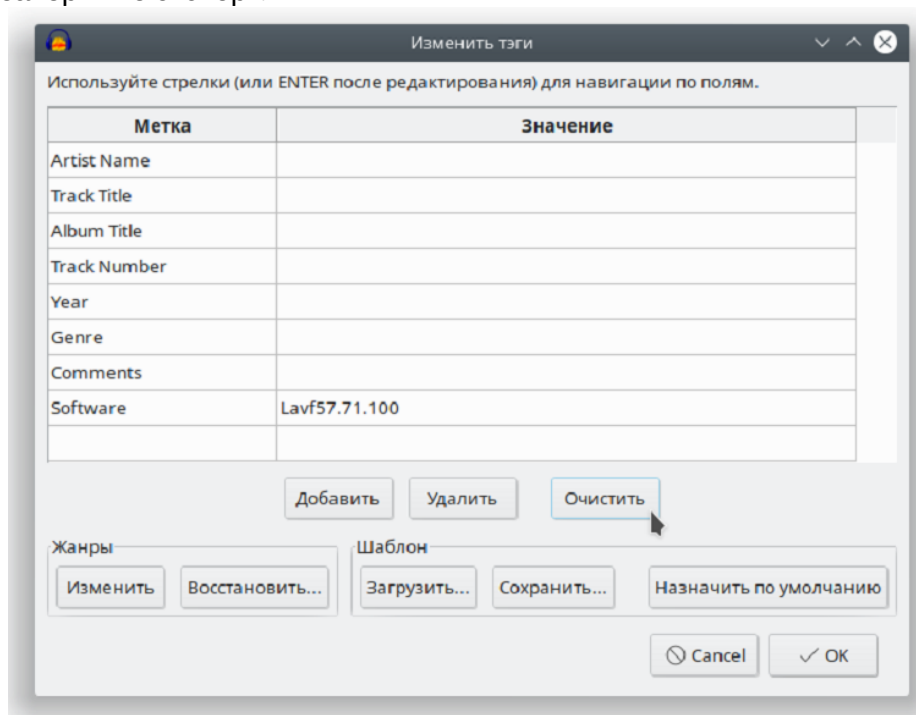 Изменить тэги
Используйте стрелки (или ENTER после редактирования) для навигации по полям.
Метка Значение
Artist Name
Track Title
Album Title
Track Number
Year
Genre
Comments
Software Lavf57.71.100
Добавить Удалить Очистить
Жанры Шаблон
Изменить Восстановить... Загрузить... Сохранить... Назначить по умолчанию
Cancel OK